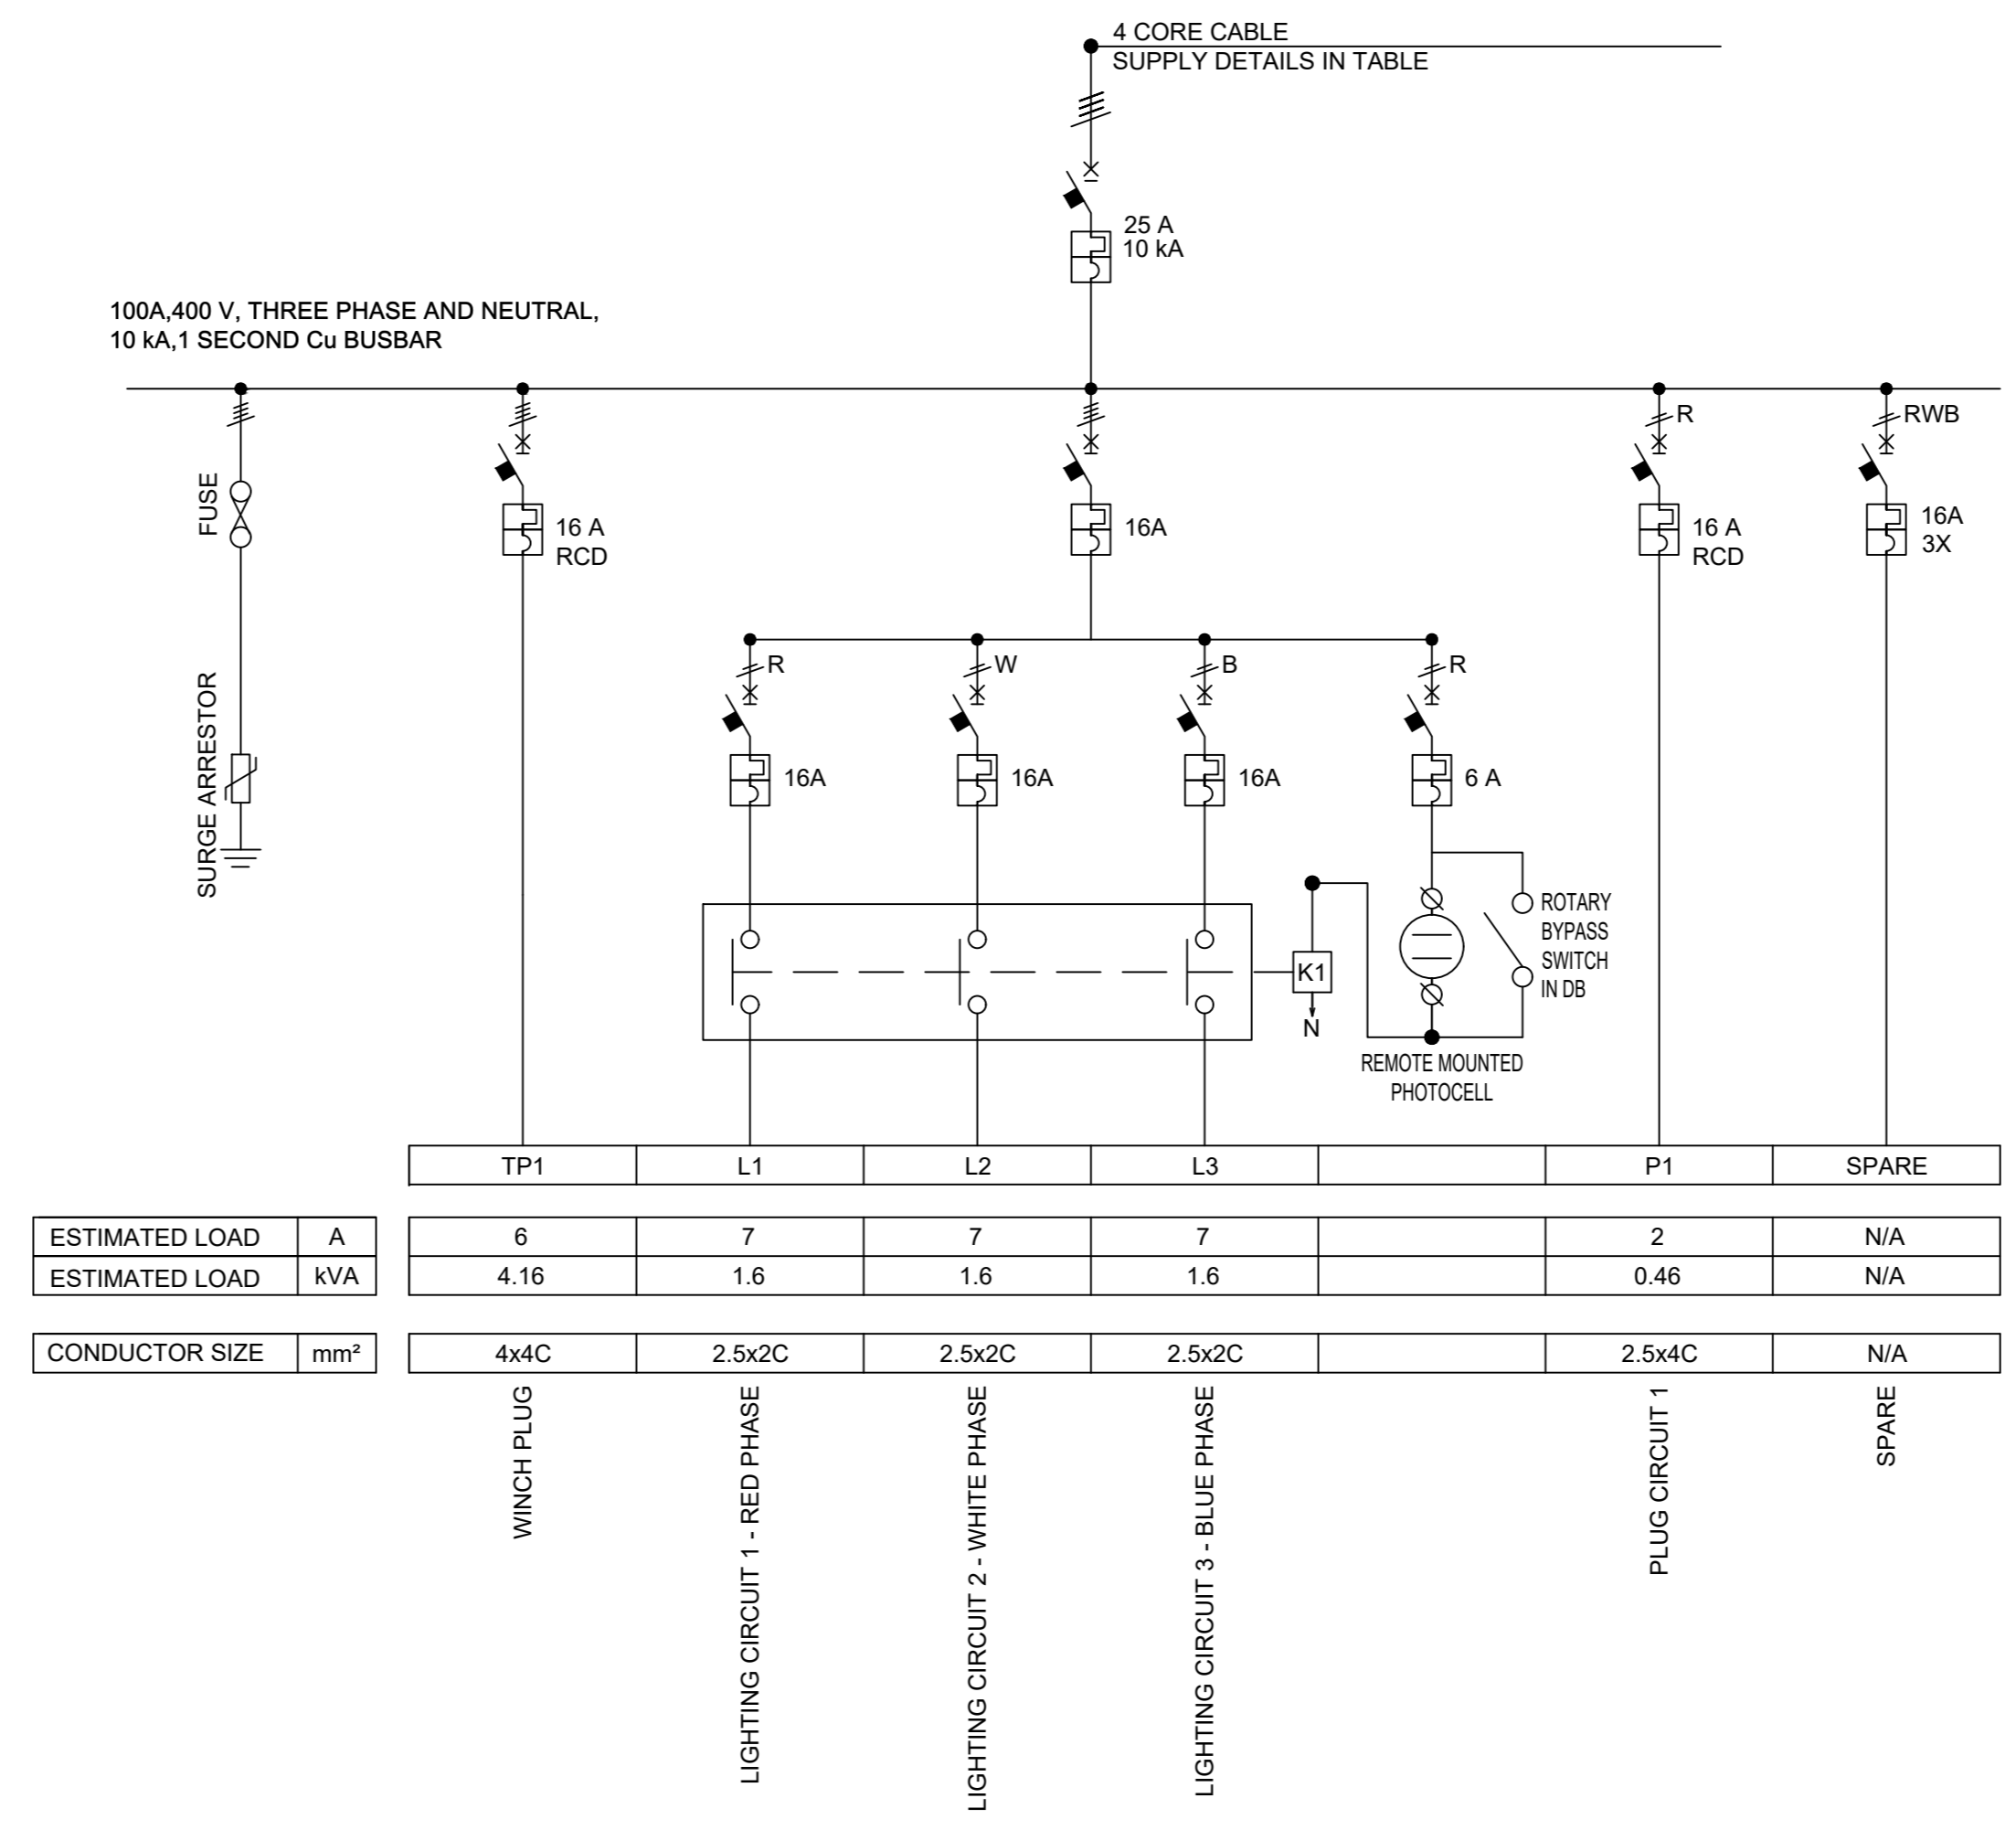 4 CORE CABLE
SUPPLY DETAILS IN TABLE
25 A
10 kA
100A,400 V, THREE PHASE AND NEUTRAL,
10 kA,1 SECOND Cu BUSBAR
R
RWB
FUSE
16 A
RCD
16A
16 A
RCD
16A
3X
SURGE ARRESTOR
R
W
B
R
16A
16A
16A
6 A
K1
N
ROTARY
BYPASS
SWITCH
IN DB
REMOTE MOUNTED
PHOTOCELL
TP1 L1 L2 L3 P1 SPARE
ESTIMATED LOAD A 6 7 7 7 2 N/A
ESTIMATED LOAD kVA 4.16 1.6 1.6 1.6 0.46 N/A
CONDUCTOR SIZE mm² 4x4C 2.5x2C 2.5x2C 2.5x2C 2.5x4C N/A
WINCH PLUG
LIGHTING CIRCUIT 1 - RED PHASE
LIGHTING CIRCUIT 2 - WHITE PHASE
LIGHTING CIRCUIT 3 - BLUE PHASE
PLUG CIRCUIT 1
SPARE